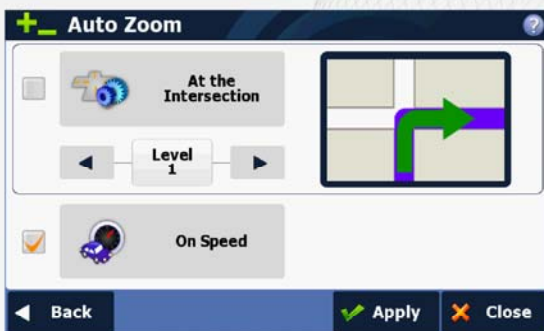 Auto Zoom
?
At the
Intersection
Level
1
On Speed
Back
Apply
Close